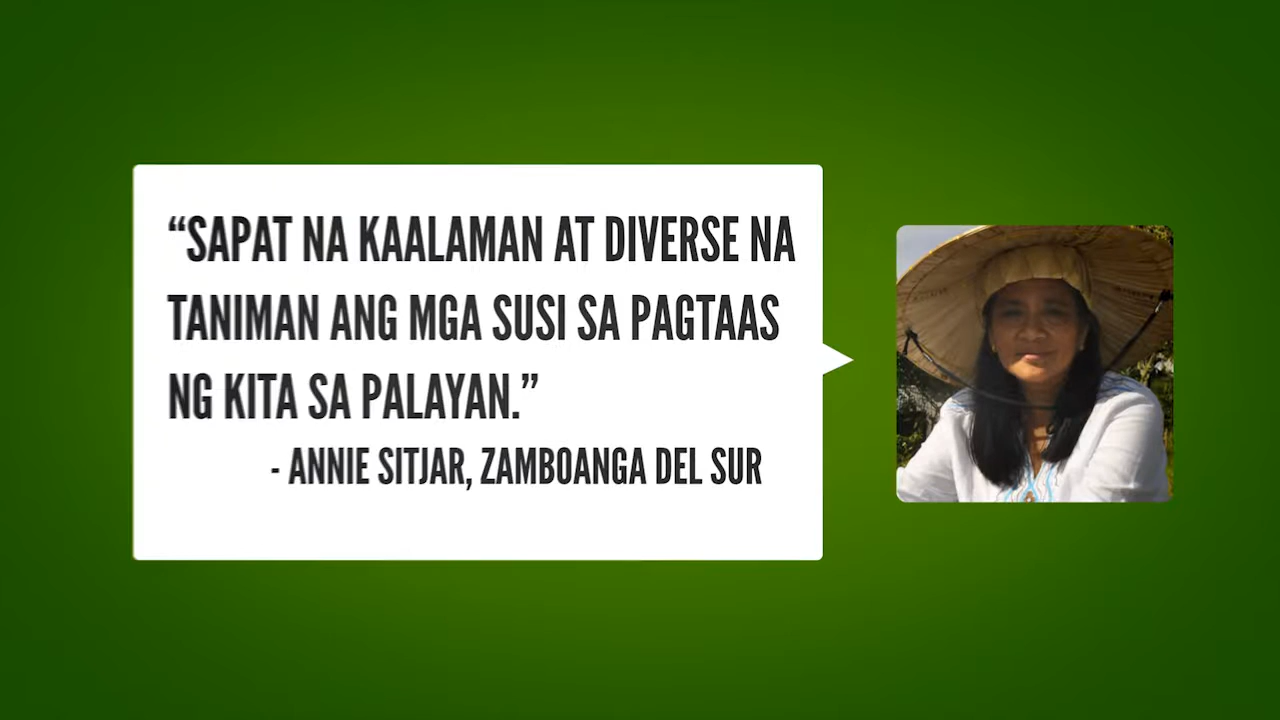 “SAPAT NA KAALAMAN AT DIVERSE NA
TANIMAN ANG MGA SUSI SA PAGTAAS
NG KITA SA PALAYAN.”
- ANNIE SITJAR, ZAMBOANGA DEL SUR